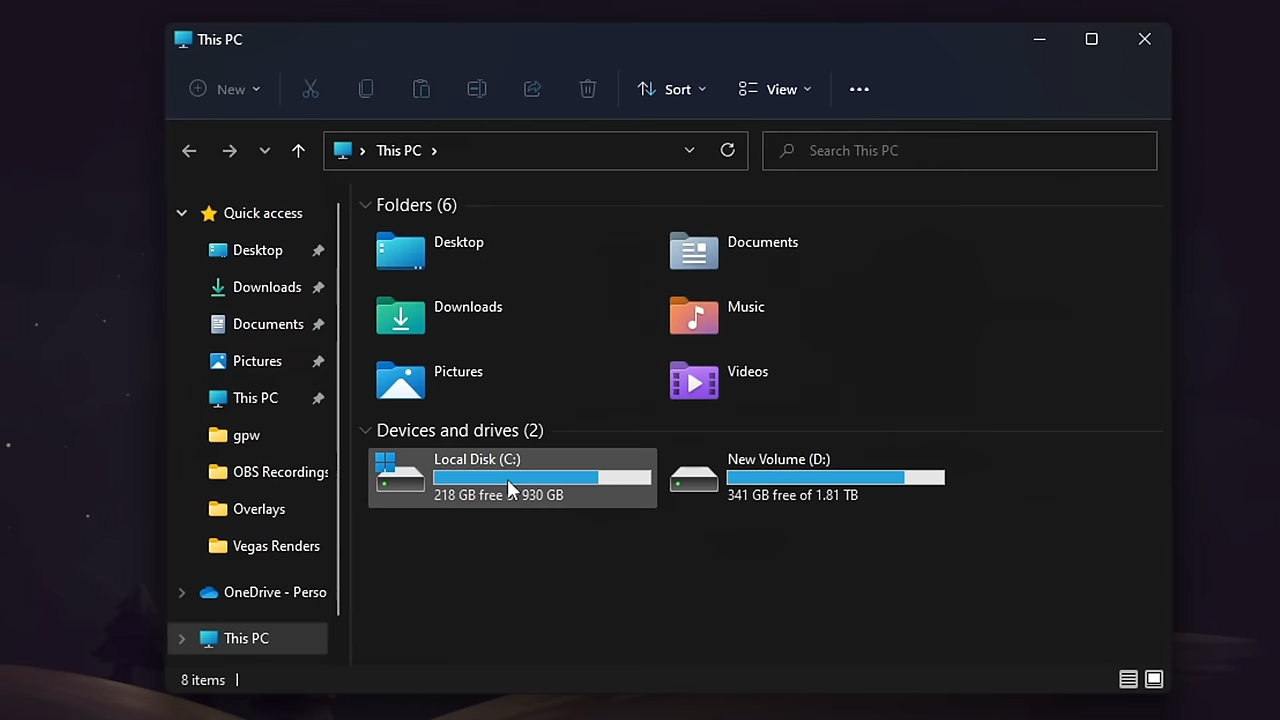 This PC
New
Sort
View
This PC
Search This PC
Quick access
Desktop
Downloads
Documents
Pictures
This PC
gpw
OBS Recordings
Overlays
Vegas Renders
OneDrive - Perso
This PC
Folders (6)
Desktop
Documents
Downloads
Music
Pictures
Videos
Devices and drives (2)
Local Disk (C:)
218 GB free of 930 GB
New Volume (D:)
341 GB free of 1.81 TB
8 items